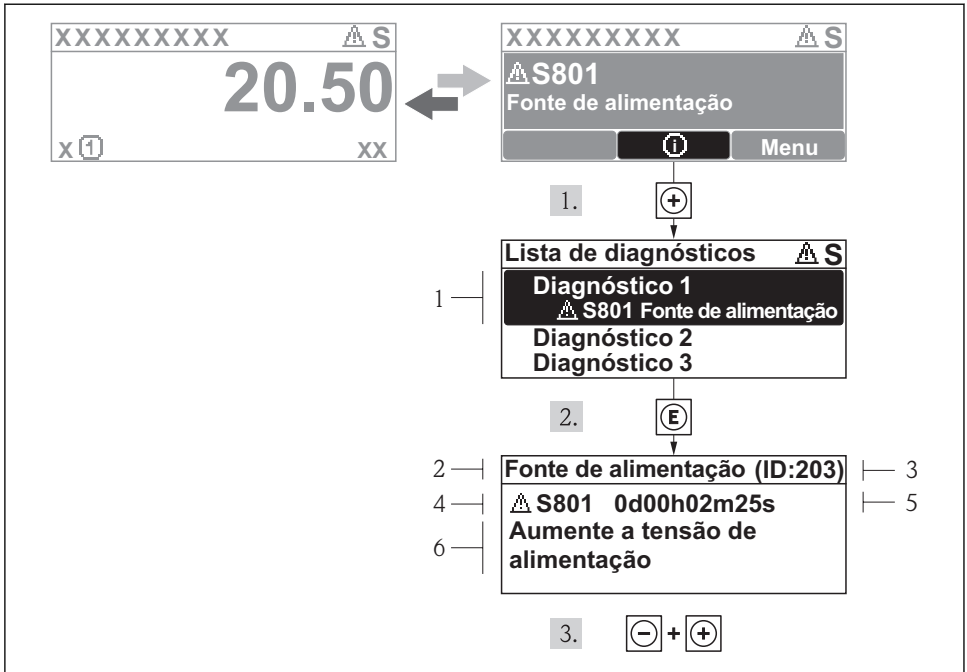 XXXXXXXXX ⚠ S
20.50
X ① XX
XXXXXXXXX ⚠ S
⚠ S801
Fonte de alimentação
ⓘ Menu
1. +
Lista de diagnósticos ⚠ S
1
Diagnóstico 1
⚠ S801 Fonte de alimentação
Diagnóstico 2
Diagnóstico 3
2. E
2 Fonte de alimentação (ID:203) 3
4 ⚠ S801 0d00h02m25s 5
6
Aumente a tensão de
alimentação
3. - + +